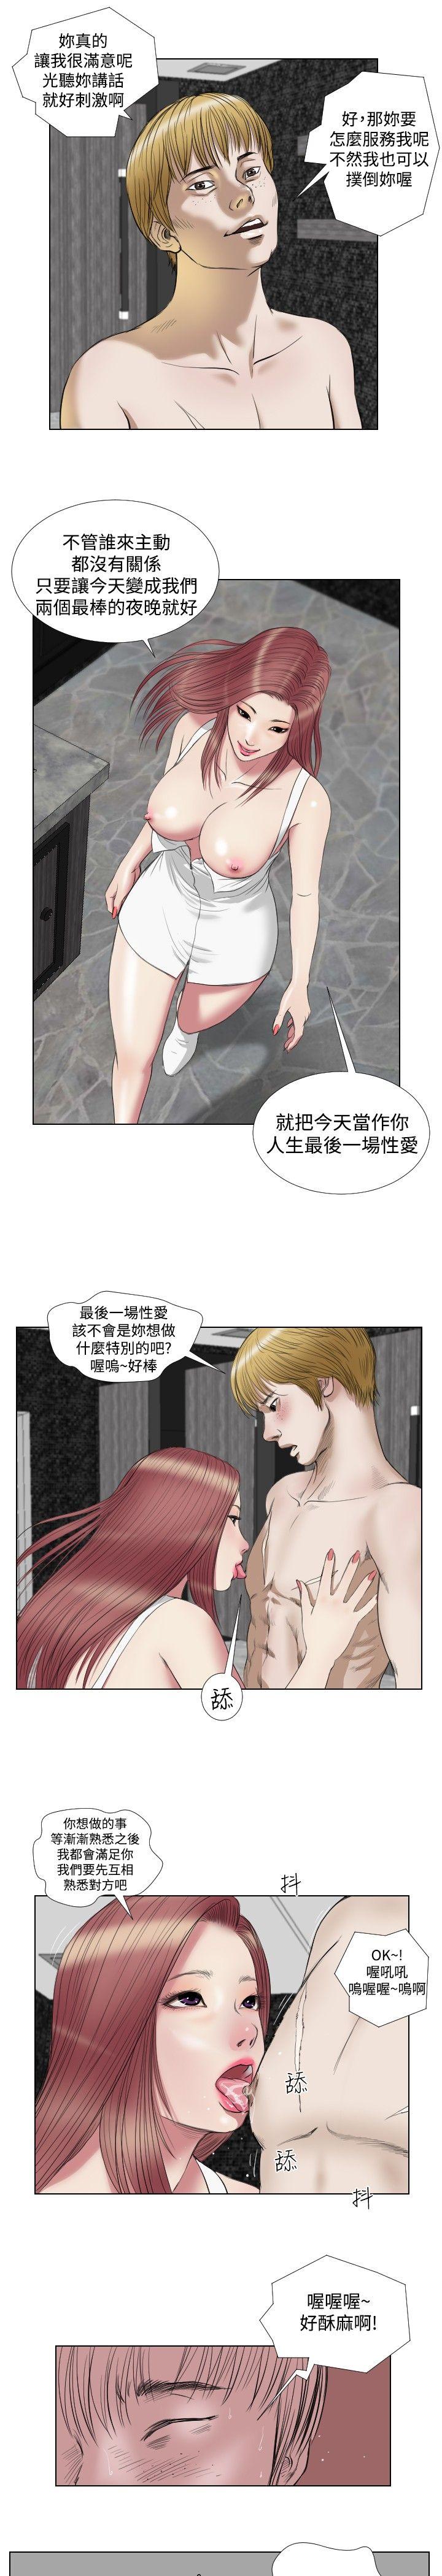 妳真的
讓我很滿意呢
光聽妳講話
就好刺激啊
好,那妳要
怎麼服務我呢
不然我也可以
撲倒妳喔
不管誰來主動
都沒有關係
只要讓今天變成我們
兩個最棒的夜晚就好
就把今天當作你
人生最後一場性愛
最後一場性愛
該不會是妳想做
什麼特別的吧?
喔嗚~好棒
舔
你想做的事
等漸漸熟悉之後
我都會滿足你
我們要先互相
熟悉對方吧
抖
OK~!
喔吼吼
嗚喔喔~嗚啊
舔
舔
抖
喔喔喔~
好酥麻啊!